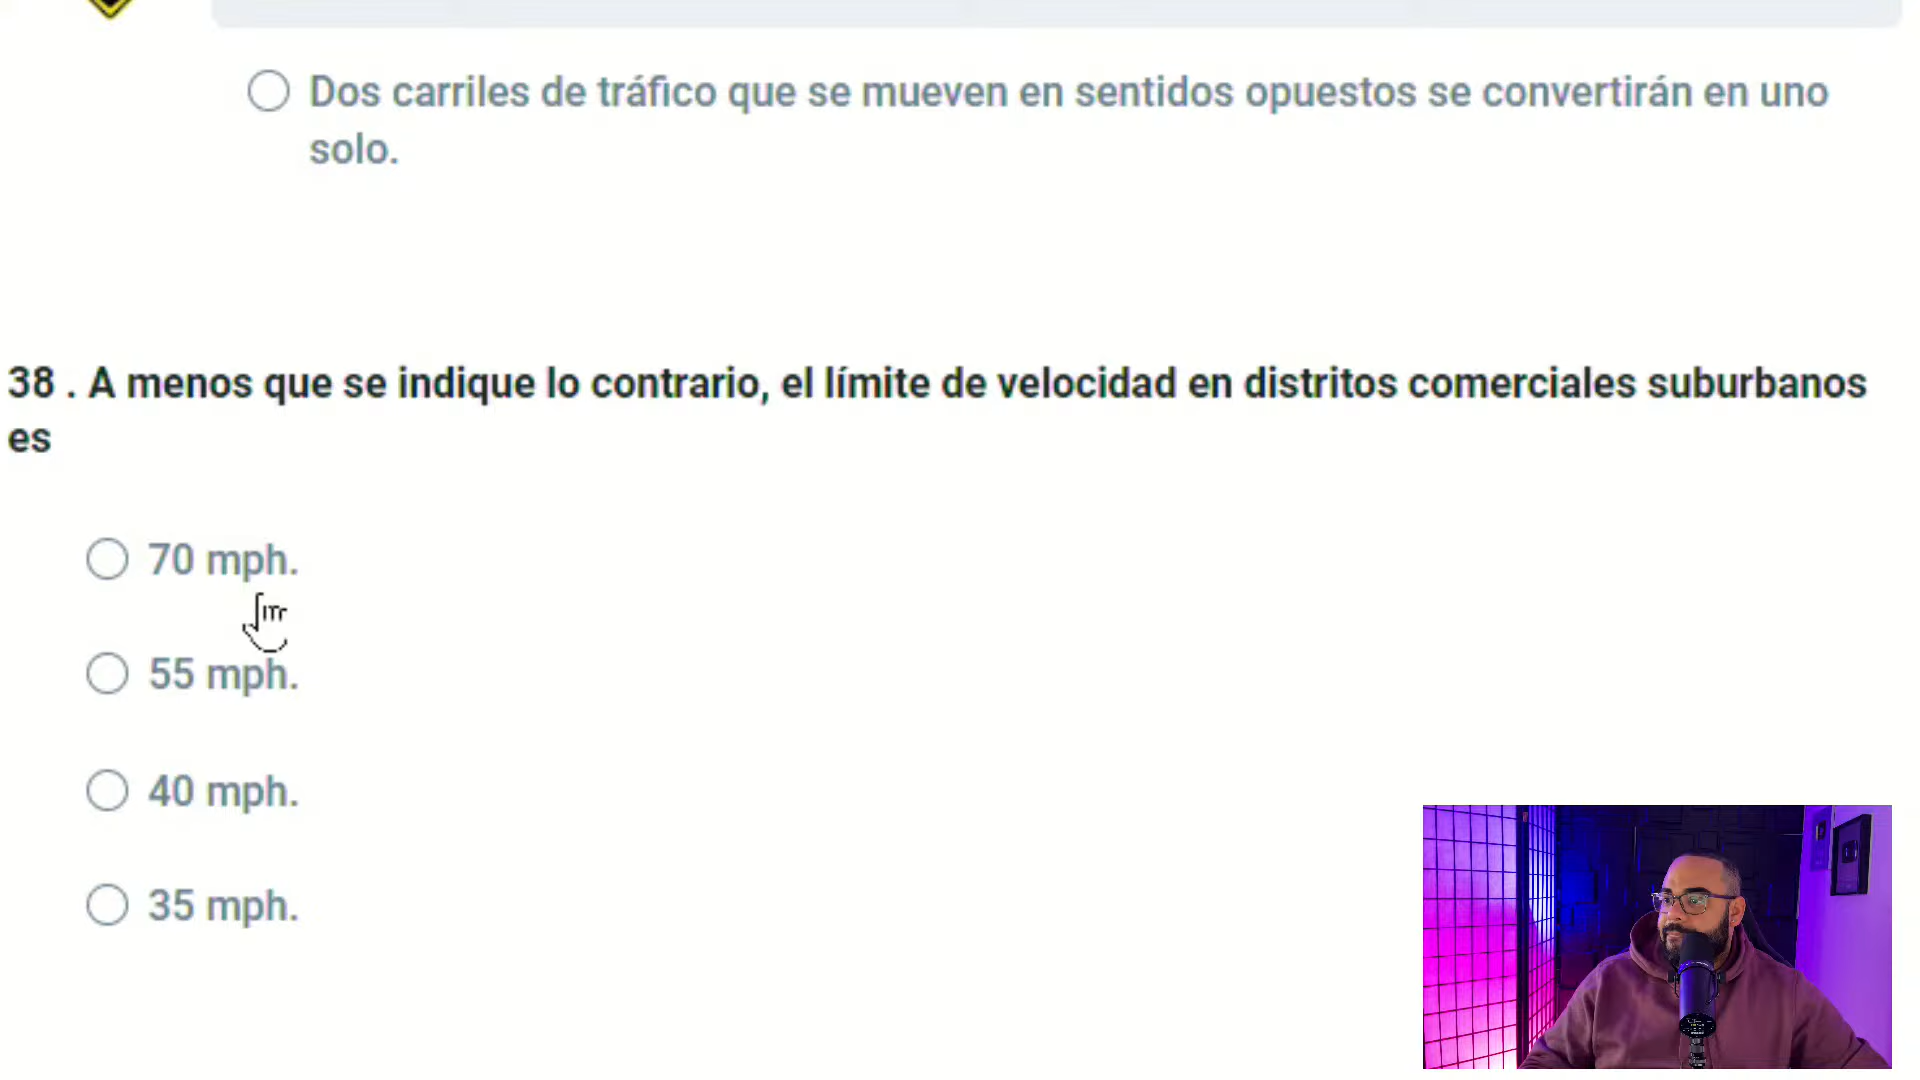 Dos carriles de tráfico que se mueven en sentidos opuestos se convertirán en uno
solo.
38 . A menos que se indique lo contrario, el límite de velocidad en distritos comerciales suburbanos
es
70 mph.
55 mph.
40 mph.
35 mph.